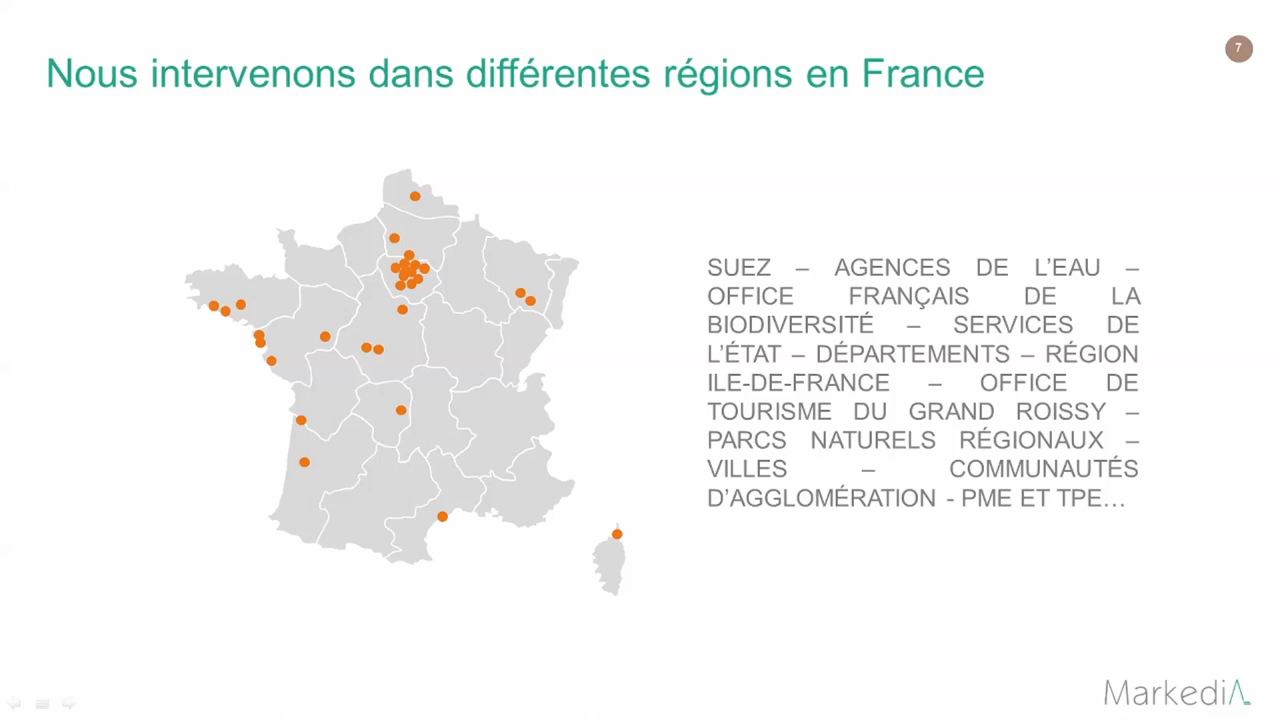 7
Nous intervenons dans différentes régions en France
SUEZ – AGENCES DE L’EAU –
OFFICE FRANÇAIS DE LA
BIODIVERSITÉ – SERVICES DE
L’ÉTAT – DÉPARTEMENTS – RÉGION
ILE-DE-FRANCE – OFFICE DE
TOURISME DU GRAND ROISSY –
PARCS NATURELS RÉGIONAUX –
VILLES – COMMUNAUTÉS
D’AGGLOMÉRATION - PME ET TPE…
MarkediA